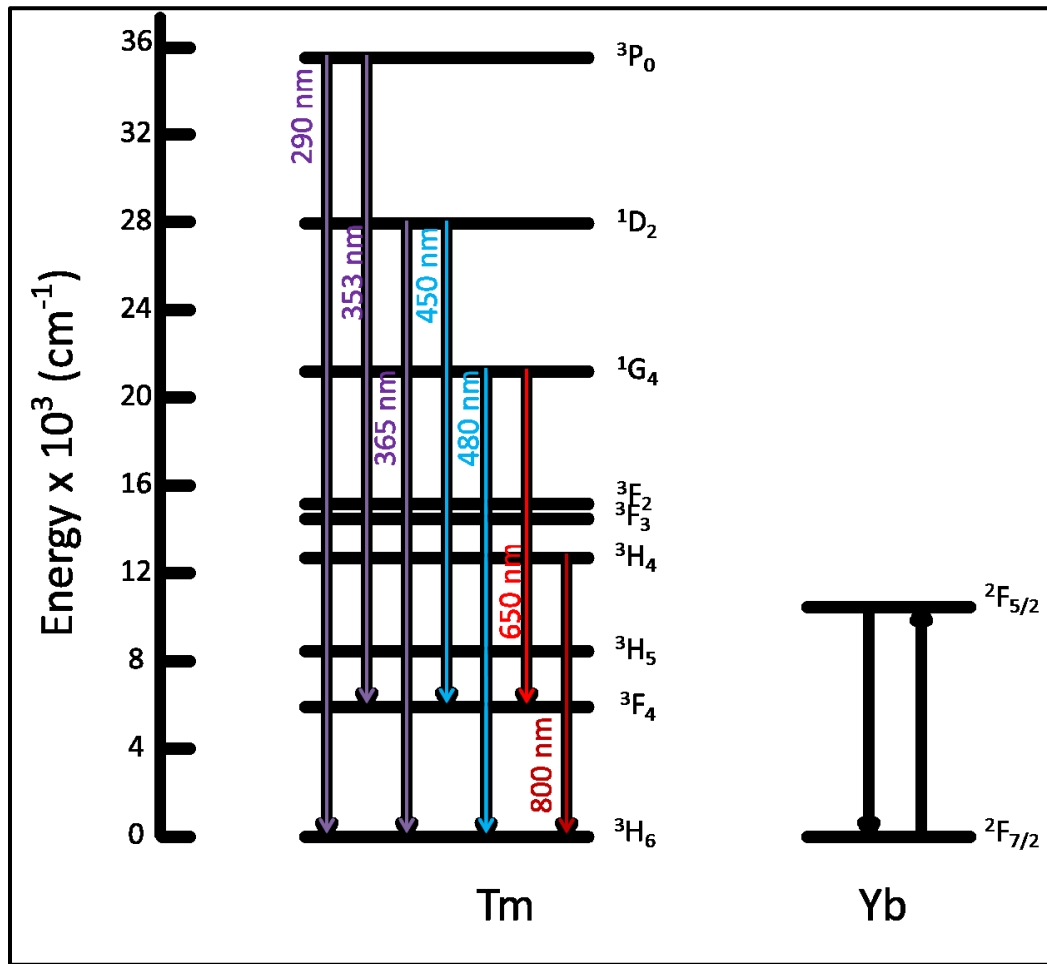 Energy x 10³ (cm⁻¹)
36
32
28
24
20
16
12
8
4
0
290 nm
353 nm
365 nm
450 nm
480 nm
650 nm
800 nm
³P₀
¹D₂
¹G₄
³F₂
³F₃
³H₄
³H₅
³F₄
³H₆
²F₅/₂
²F₇/₂
Tm
Yb